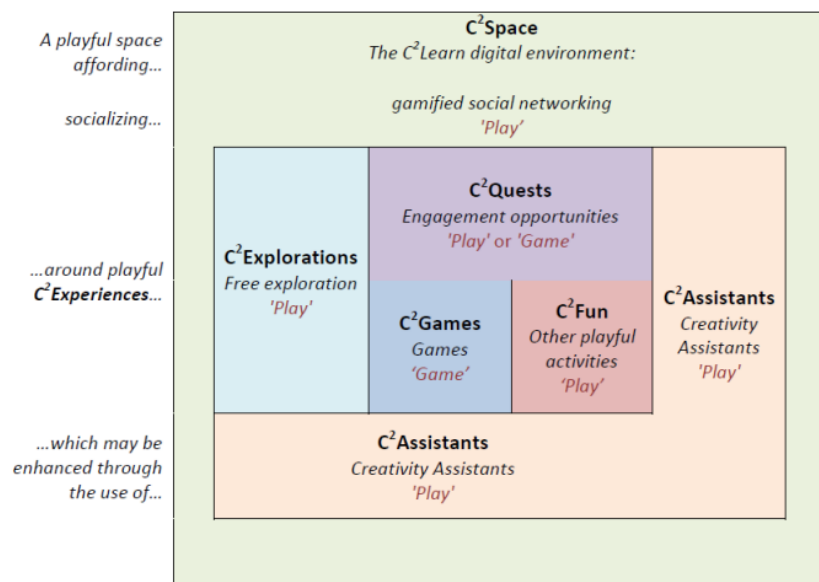 C²Space
A playful space
affording...
The C²Learn digital environment:
socializing...
gamified social networking
'Play'
C²Quests
Engagement opportunities
'Play' or 'Game'
...around playful
C²Experiences...
C²Explorations
Free exploration
'Play'
C²Games
Games
‘Game’
C²Fun
Other playful
activities
‘Play’
C²Assistants
Creativity
Assistants
'Play'
...which may be
enhanced through
the use of...
C²Assistants
Creativity Assistants
'Play'